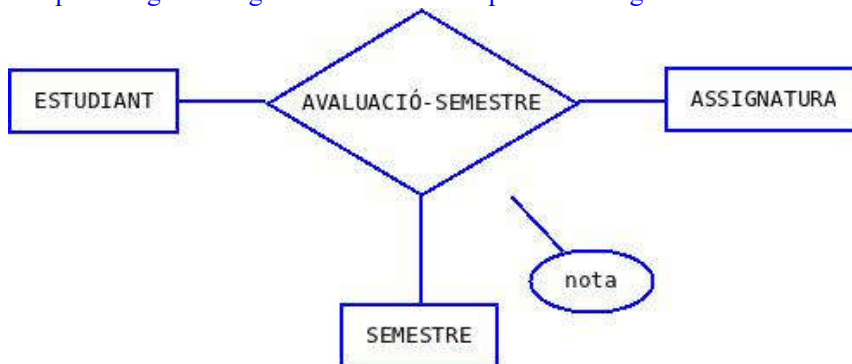 ESTUDIANT
AVALUACIÓ-SEMESTRE
ASSIGNATURA
nota
SEMESTRE